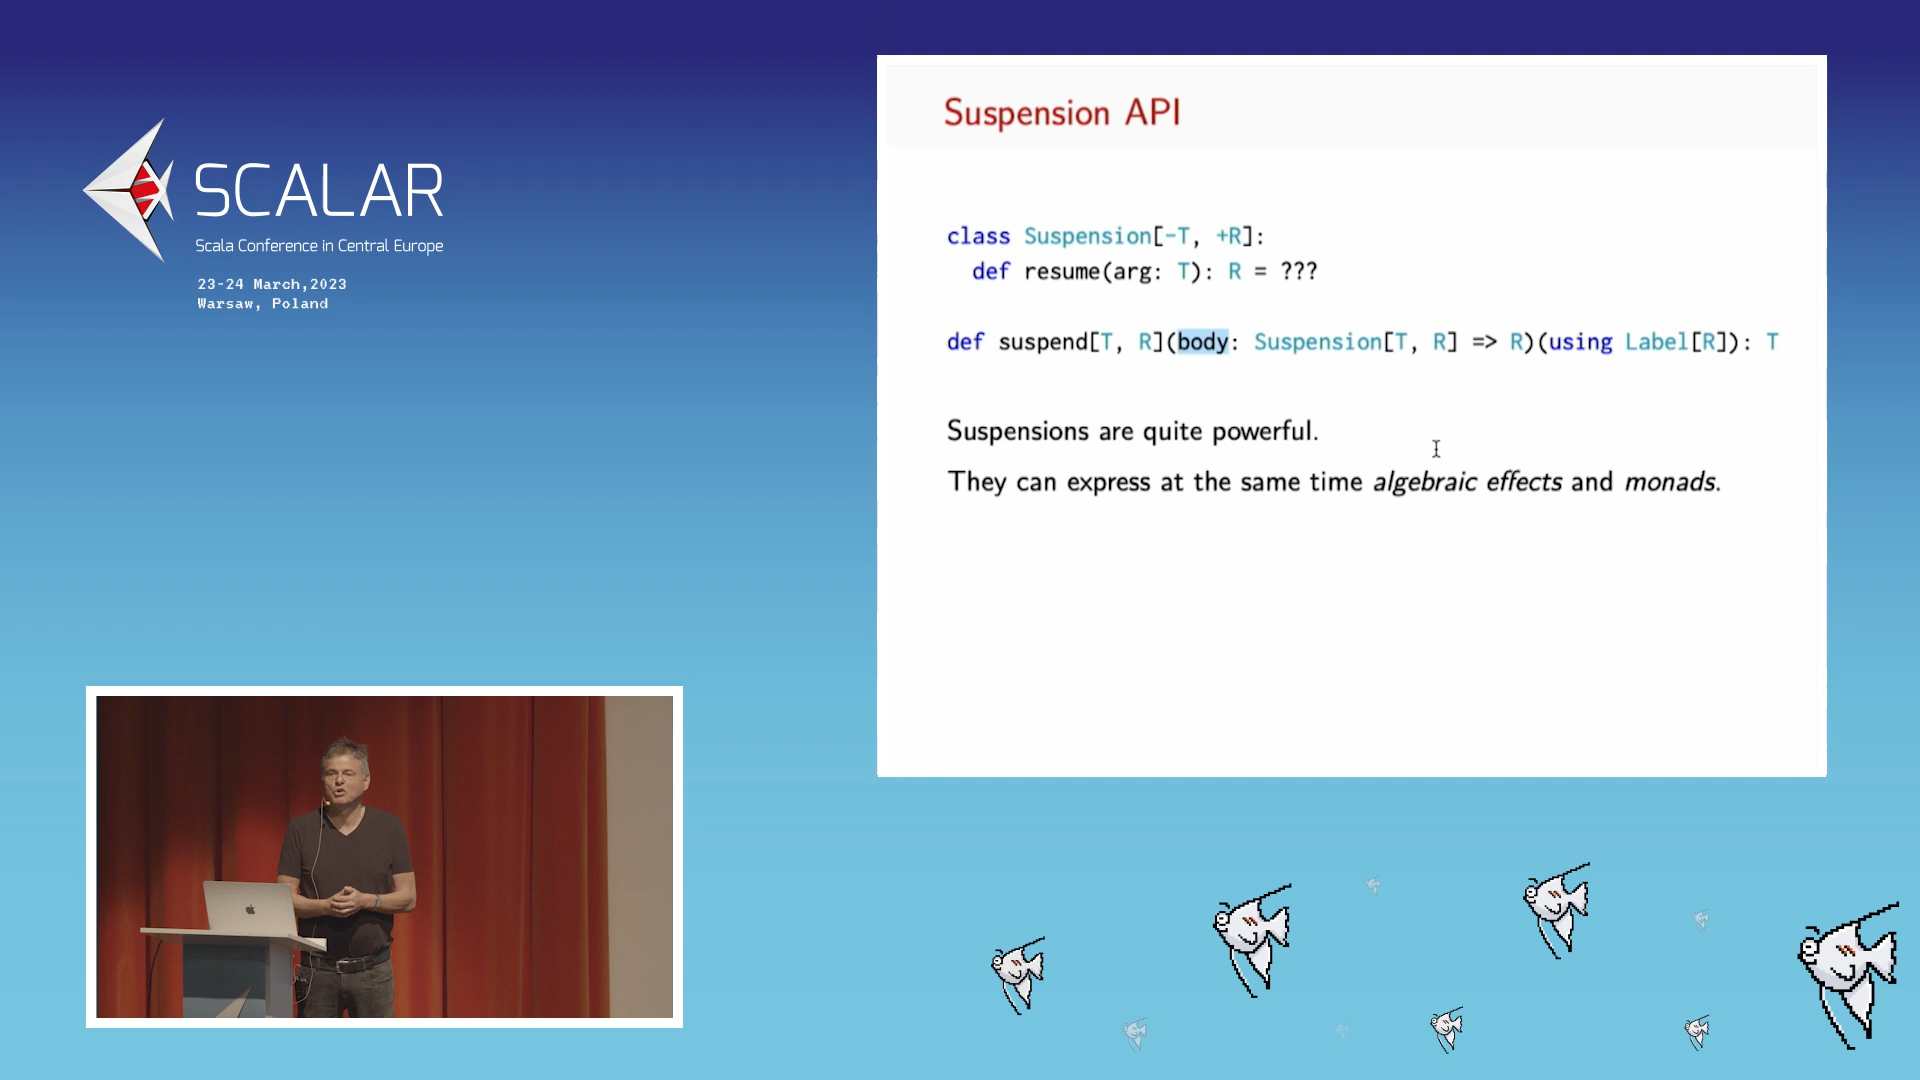 SCALAR
Scala Conference in Central Europe
23-24 March,2023
Warsaw, Poland
Suspension API
class Suspension[-T, +R]:
def resume(arg: T): R = ???
def suspend[T, R](body: Suspension[T, R] => R)(using Label[R]): T
Suspensions are quite powerful.
They can express at the same time algebraic effects and monads.